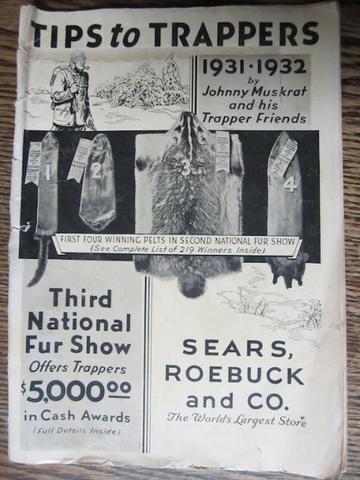 TIPS to TRAPPERS
1931-1932
by
Johnny Muskrat
and his
Trapper Friends
1
2
4
FIRST FOUR WINNING PELTS IN SECOND NATIONAL FUR SHOW
(See Complete List of 219 Winners Inside)
Third
National
Fur Show
Offers Trappers
$5,000.00
in Cash Awards
(Full Details Inside)
SEARS,
ROEBUCK
and CO.
The World's Largest Store